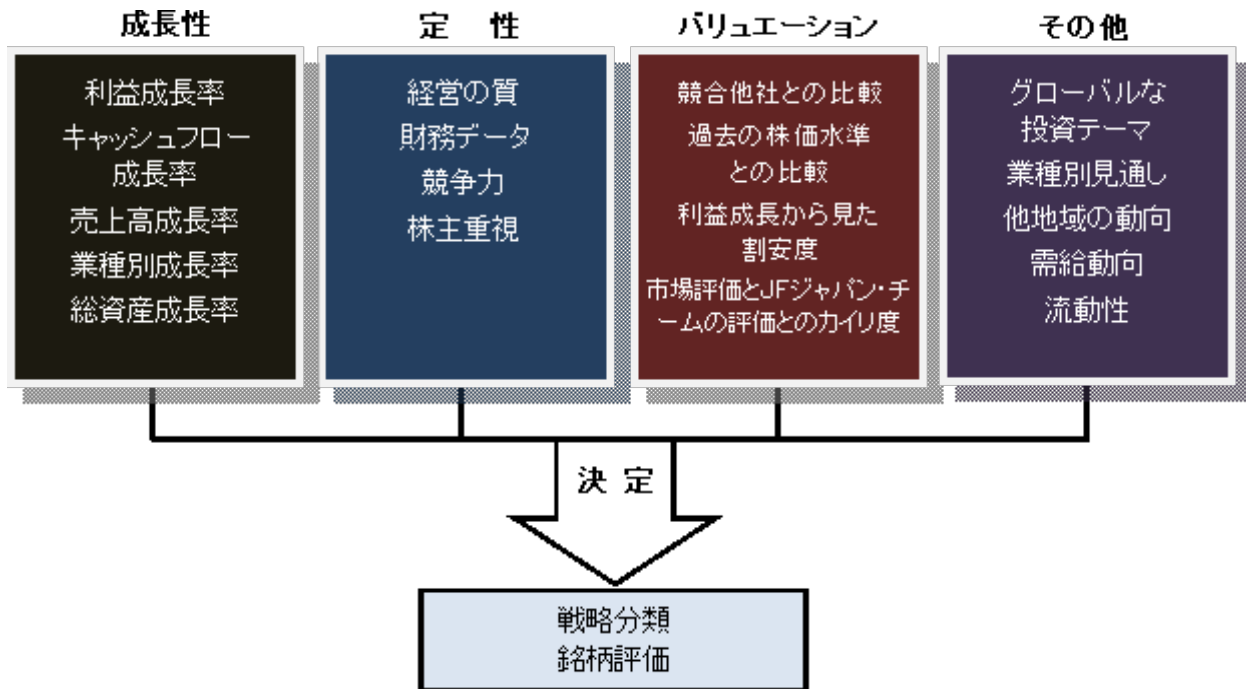 成長性
利益成長率
キャッシュフロー
成長率
売上高成長率
業種別成長率
総資産成長率
定 性
経営の質
財務データ
競争力
株主重視
バリュエーション
競合他社との比較
過去の株価水準
との比較
利益成長から見た
割安度
市場評価とJFジャパン・チ
ームの評価とのカイリ度
その他
グローバルな
投資テーマ
業種別見通し
他地域の動向
需給動向
流動性
決 定
戦略分類
銘柄評価